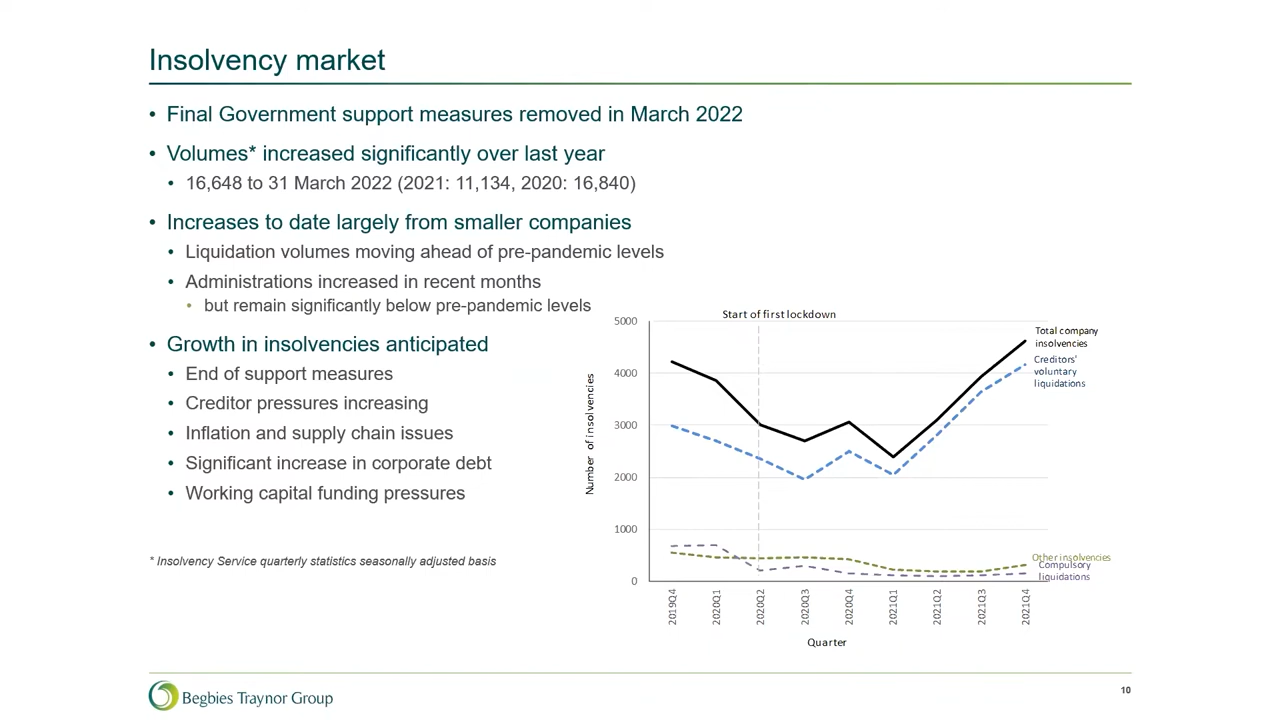 Insolvency market
• Final Government support measures removed in March 2022
• Volumes* increased significantly over last year
• 16,648 to 31 March 2022 (2021: 11,134, 2020: 16,840)
• Increases to date largely from smaller companies
• Liquidation volumes moving ahead of pre-pandemic levels
• Administrations increased in recent months
• but remain significantly below pre-pandemic levels
• Growth in insolvencies anticipated
• End of support measures
• Creditor pressures increasing
• Inflation and supply chain issues
• Significant increase in corporate debt
• Working capital funding pressures
* Insolvency Service quarterly statistics seasonally adjusted basis
Start of first lockdown
5000
4000
3000
2000
1000
0
Number of insolvencies
Total company
insolvencies
Creditors'
voluntary
liquidations
Other insolvencies
Compulsory
liquidations
2019Q4
2020Q1
2020Q2
2020Q3
2020Q4
2021Q1
2021Q2
2021Q3
2021Q4
Quarter
Begbies Traynor Group
10